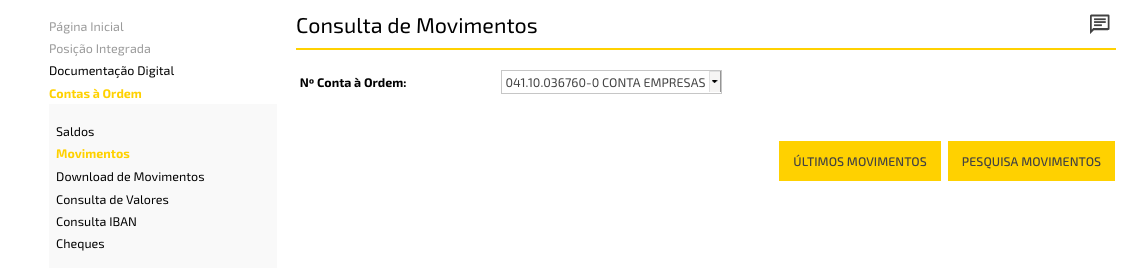 Página Inicial
Posição Integrada
Documentação Digital
Contas à Ordem
Saldos
Movimentos
Download de Movimentos
Consulta de Valores
Consulta IBAN
Cheques
Consulta de Movimentos
Nº Conta à Ordem: 041.10.036760-0 CONTA EMPRESAS
ÚLTIMOS MOVIMENTOS PESQUISA MOVIMENTOS